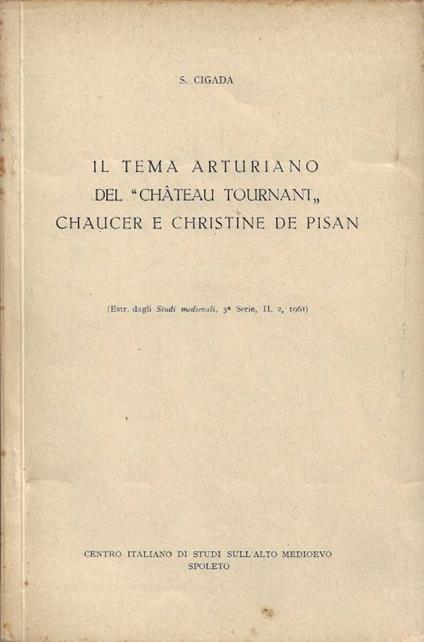 S. CIGADA
IL TEMA ARTURIANO
DEL “CHÂTEAU TOURNANT„
CHAUCER E CHRISTINE DE PISAN
(Estr. dagli Studi medievali, 3ª Serie, II, 2, 1961)
CENTRO ITALIANO DI STUDI SULL'ALTO MEDIOEVO
SPOLETO